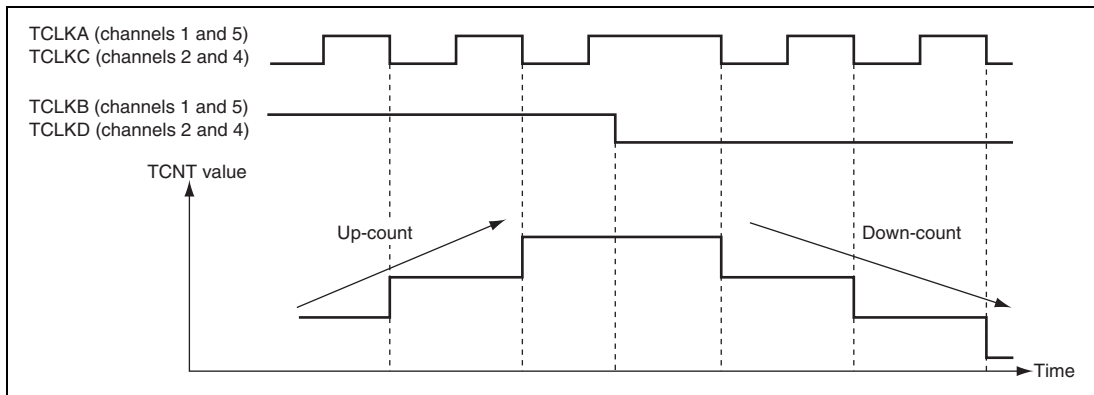 TCLKA (channels 1 and 5)
TCLKC (channels 2 and 4)
TCLKB (channels 1 and 5)
TCLKD (channels 2 and 4)
TCNT value
Up-count
Down-count
Time